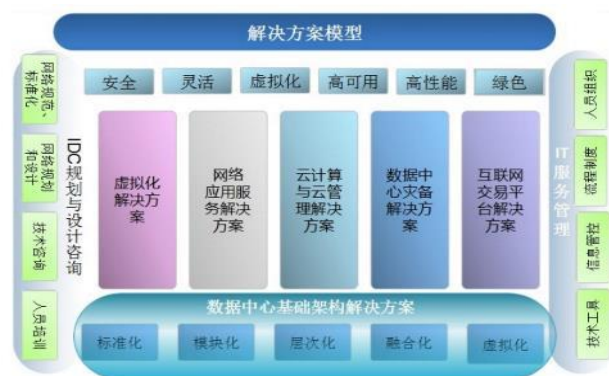 解决方案模型
安全
灵活
虚拟化
高可用
高性能
绿色
网络规范、
标准化
网络规划
和设计
技术咨询
人员培训
IDC规划与设计咨询
虚拟化
解决方
案
网络
应用服
务解决
方案
云计算
与云管
理解决
方案
数据中
心灾备
解决方
案
互联网
交易平
台解决
方案
IT服务管理
人员组织
流程制度
信息管控
技术工具
数据中心基础架构解决方案
标准化
模块化
层次化
融合化
虚拟化